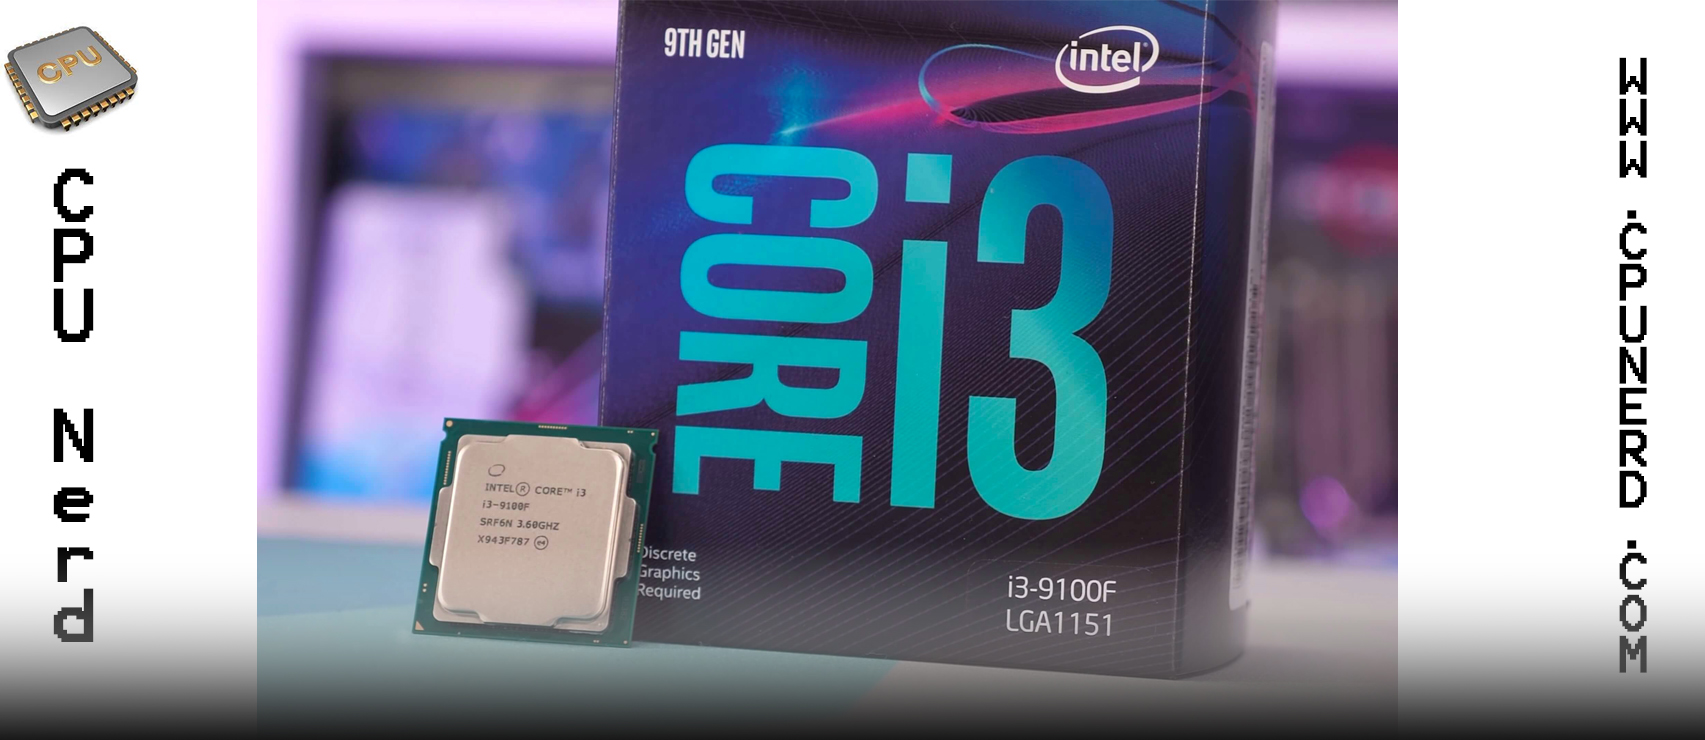 CPU
CPU Nerd
9TH GEN
intel
CORE i3
INTEL® CORE™ i3
i3-9100F
SRF6N 3.60GHZ
X943F787 e4
Discrete
Graphics
Required
i3-9100F
LGA1151
WWW.CPUNERD.COM